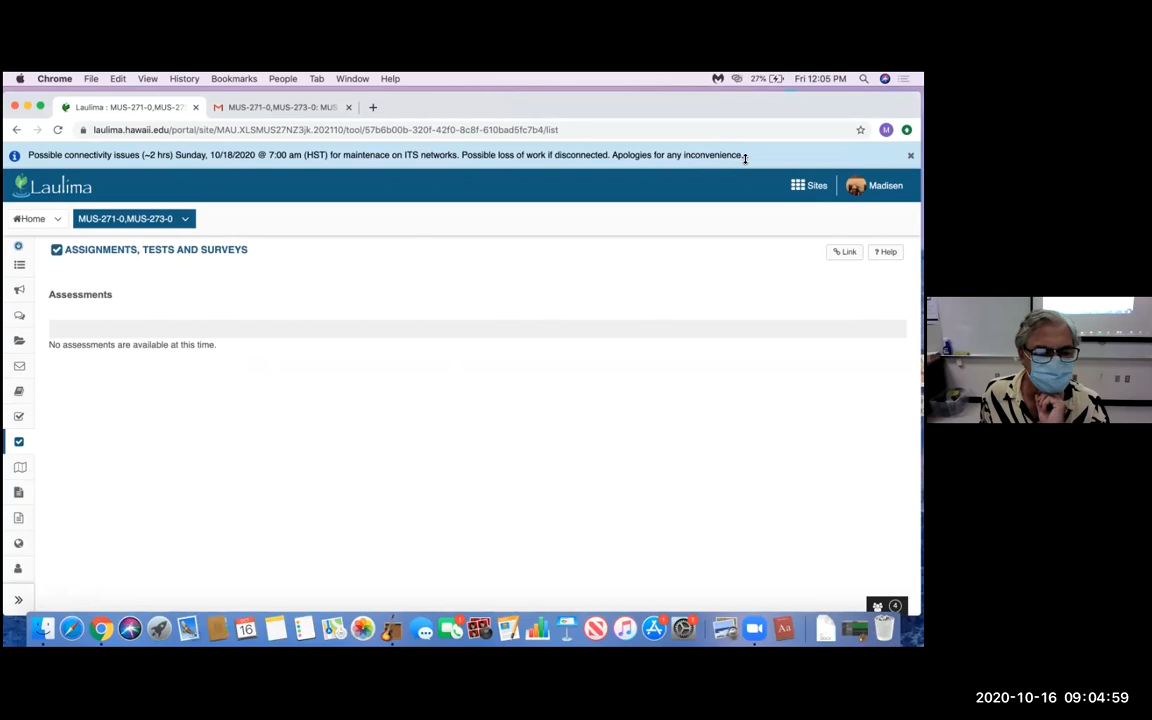 Chrome File Edit View History Bookmarks People Tab Window Help 27% Fri 12:05 PM
Laulima : MUS-271-0,MUS-27 MUS-271-0,MUS-273-0: MUS
laulima.hawaii.edu/portal/site/MAU.XLSMUS27NZ3jk.202110/tool/57b6b00b-320f-42f0-8c8f-610bad5fc7b4/list M
Possible connectivity issues (~2 hrs) Sunday, 10/18/2020 @ 7:00 am (HST) for maintenace on ITS networks. Possible loss of work if disconnected. Apologies for any inconvenience.
Laulima Sites Madisen
Home MUS-271-0,MUS-273-0
ASSIGNMENTS, TESTS AND SURVEYS Link ? Help
Assessments
No assessments are available at this time.
4
16 Aa
2020-10-16 09:04:59